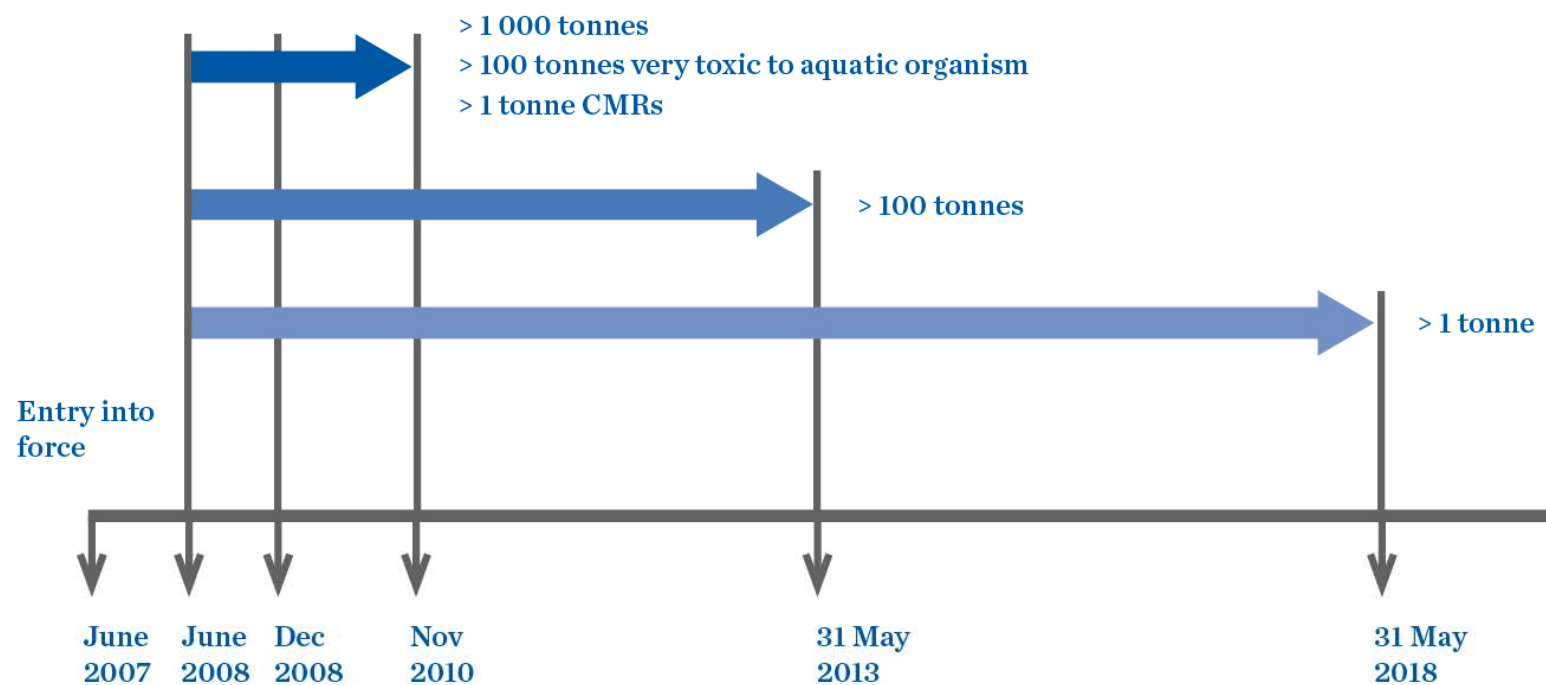 > 1 000 tonnes
> 100 tonnes very toxic to aquatic organism
> 1 tonne CMRs
> 100 tonnes
> 1 tonne
Entry into
force
June
2007
June
2008
Dec
2008
Nov
2010
31 May
2013
31 May
2018